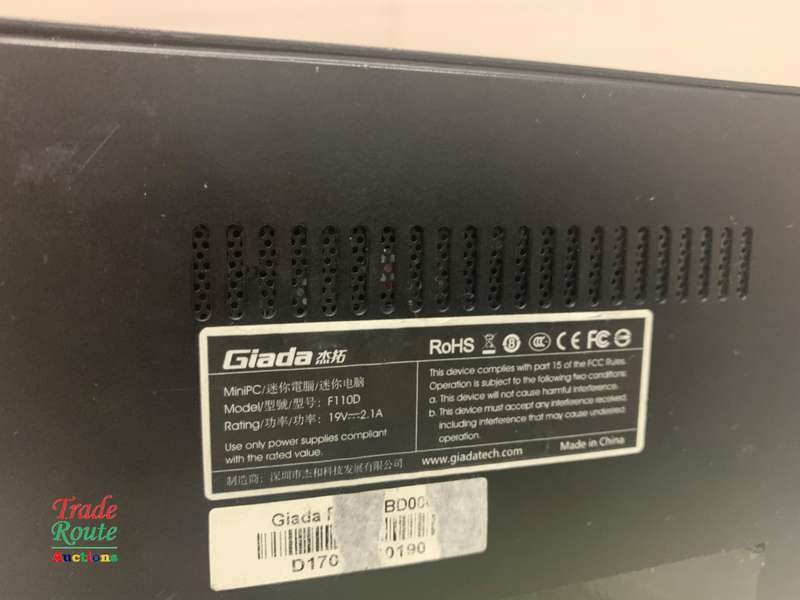 Giada 杰拓
RoHS
MiniPC/迷你電腦/迷你电脑
Model/型號/型号: F110D
Rating/功率/功率: 19V⎓2.1A
Use only power supplies compliant
with the rated value.
制造商: 深圳市杰和科技发展有限公司
This device complies with part 15 of the FCC Rules.
Operation is subject to the following two conditions:
a. This device will not cause harmful interference.
b. This device must accept any interference received,
including interference that may cause undesired
operation.
www.giadatech.com
Made in China
Giada BD00
D170 0190
Trade
Route
Auctions